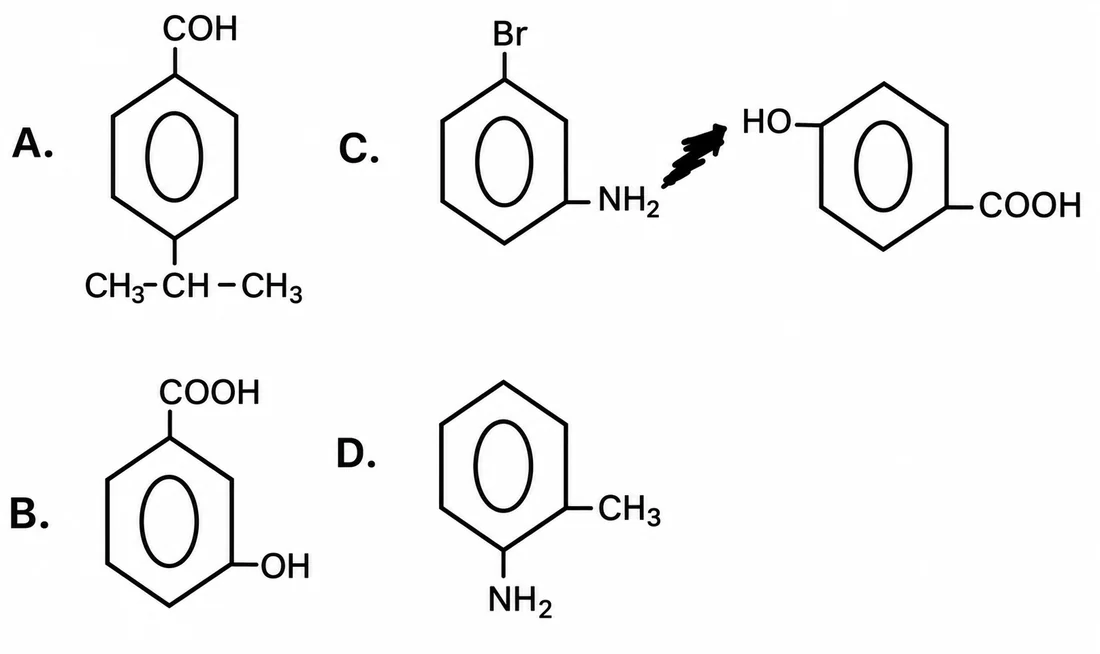 A.
COH
CH₃-CH-CH₃
C.
Br
NH₂
HO
COOH
B.
COOH
OH
D.
CH₃
NH₂